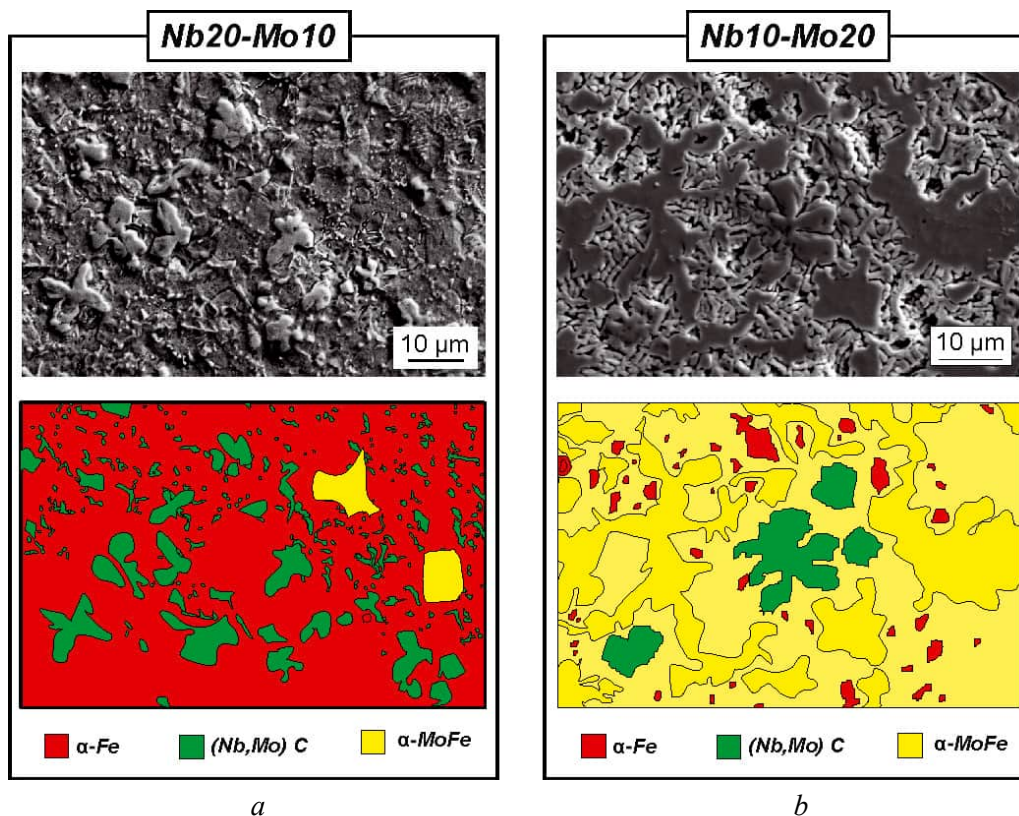 Nb20-Mo10
10 µm
α-Fe
(Nb,Mo) C
α-MoFe
a
Nb10-Mo20
10 µm
α-Fe
(Nb,Mo) C
α-MoFe
b